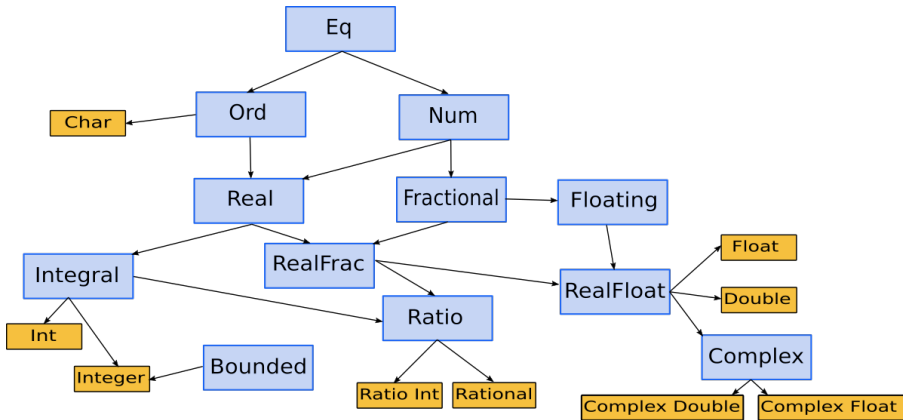 Eq
Ord
Num
Char
Real
Fractional
Floating
RealFrac
Float
Integral
RealFloat
Double
Ratio
Int
Complex
Bounded
Integer
Ratio Int
Rational
Complex Double
Complex Float